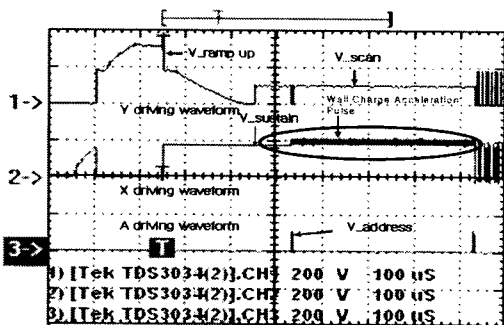 T
V_ramp up
V_scan
1->
Wall Charge Acceleration
Y driving waveform
V_sustain
Pulse
2->
X driving waveform
A driving waveform
V_address
3->
T
1) [Tek TDS3034(2)].CH1 200 V 100 uS
2) [Tek TDS3034(2)].CH2 200 V 100 uS
3) [Tek TDS3034(2)].CH3 200 V 100 uS